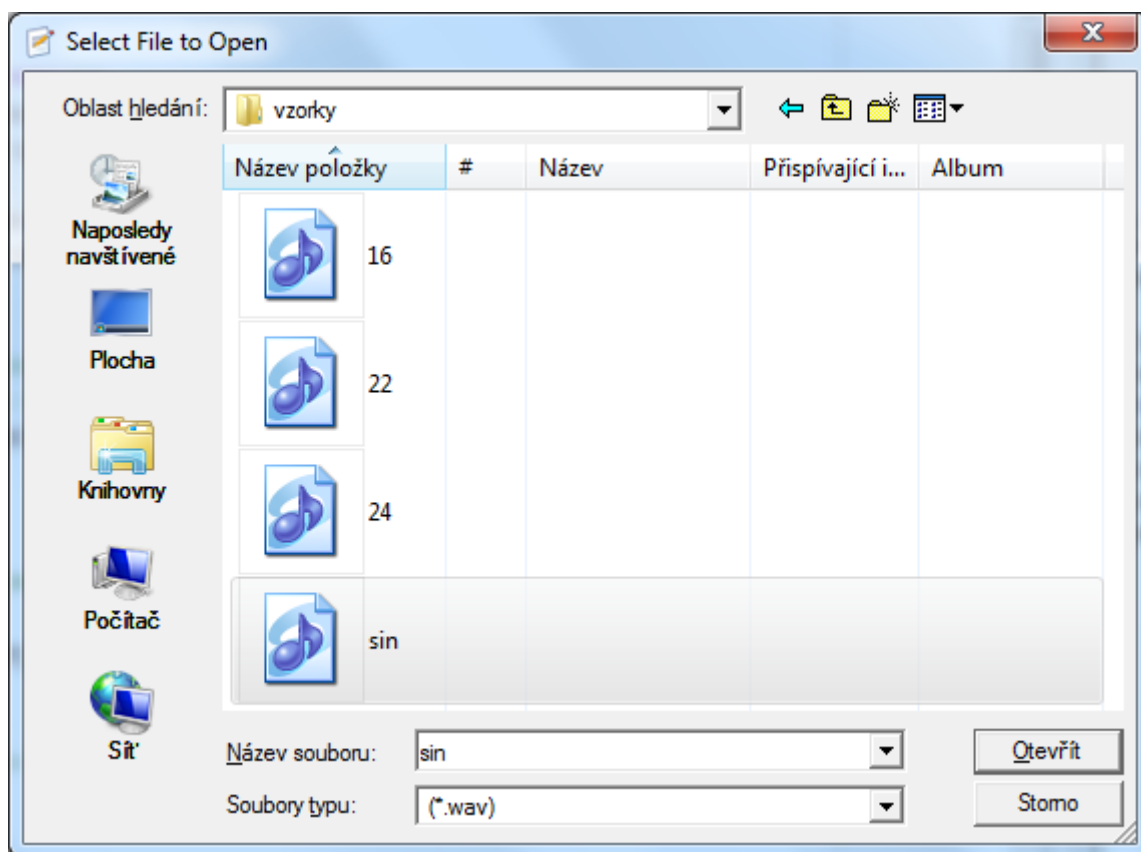 Select File to Open
Oblast hledání:
vzorky
Název položky
#
Název
Přispívající i...
Album
Naposledy
navštívené
Plocha
Knihovny
Počítač
Síť
16
22
24
sin
Název souboru:
sin
Otevřít
Soubory typu:
(*.wav)
Storno